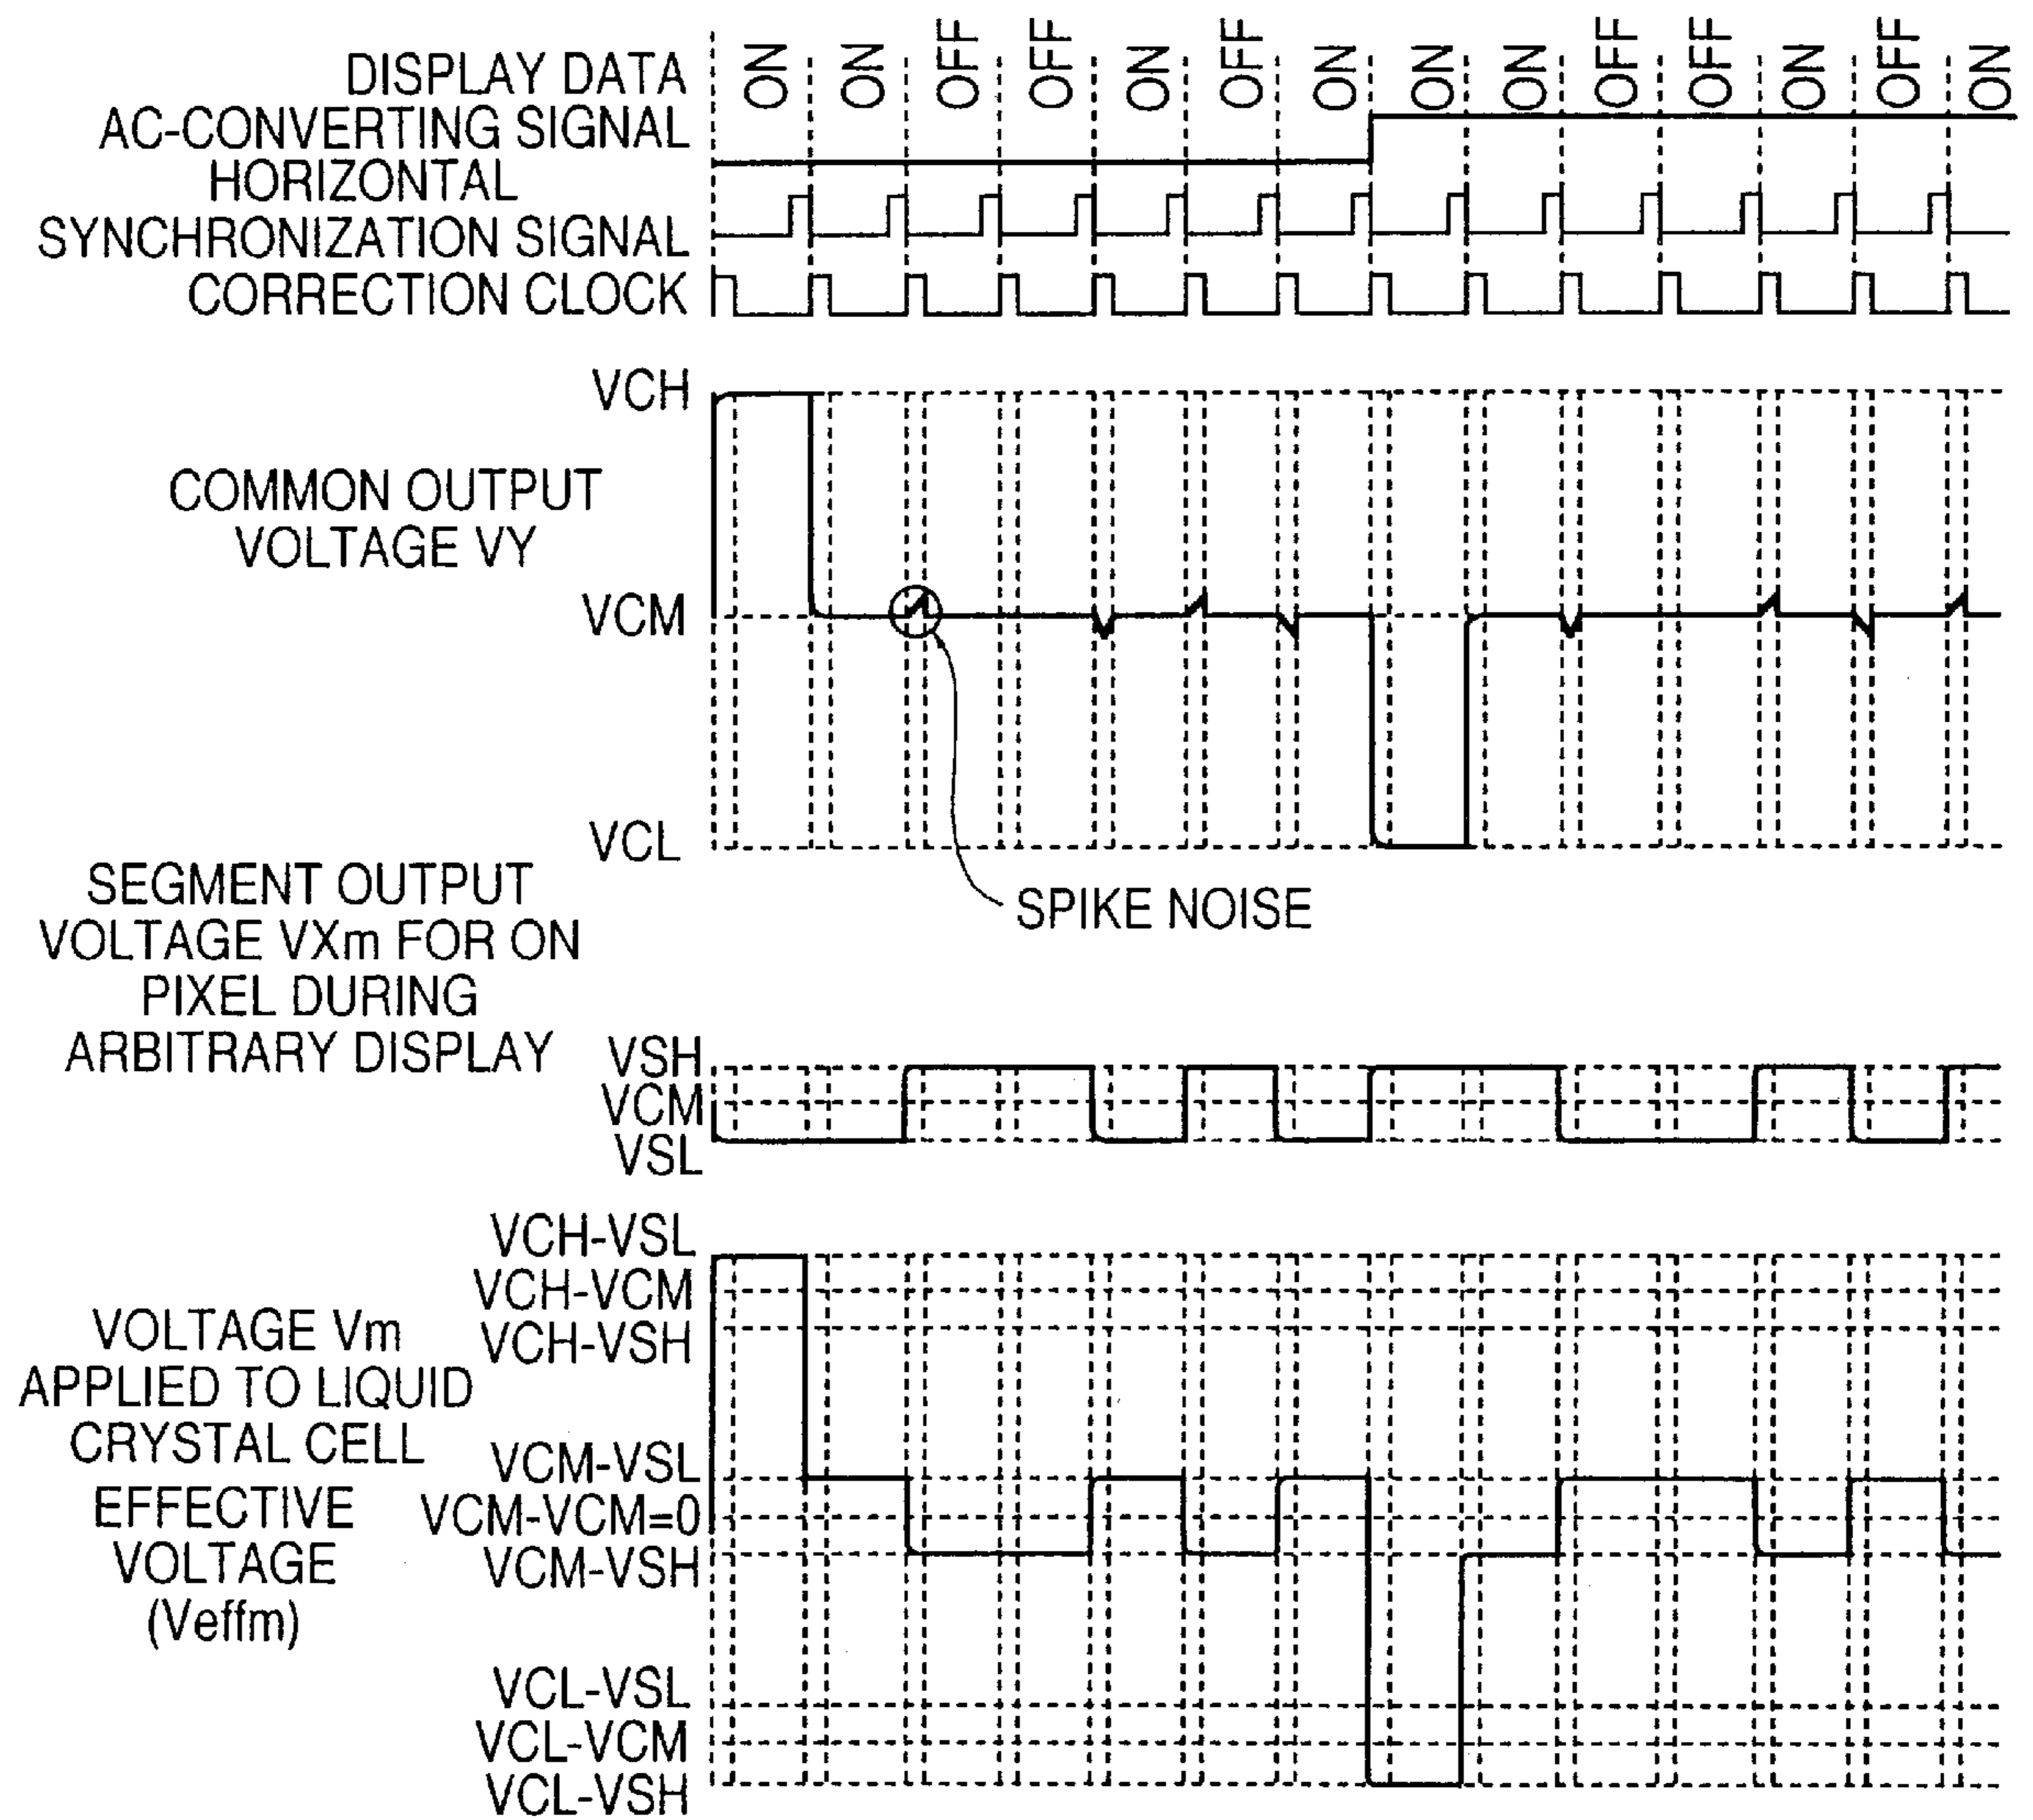 DISPLAY DATA ON ON OFF OFF ON OFF ON ON ON OFF OFF ON OFF ON
AC-CONVERTING SIGNAL
HORIZONTAL
SYNCHRONIZATION SIGNAL
CORRECTION CLOCK
VCH
COMMON OUTPUT
VOLTAGE VY
VCM
VCL
SPIKE NOISE
SEGMENT OUTPUT
VOLTAGE VXm FOR ON
PIXEL DURING
ARBITRARY DISPLAY
VSH
VCM
VSL
VCH-VSL
VCH-VCM
VCH-VSH
VOLTAGE Vm
APPLIED TO LIQUID
CRYSTAL CELL
EFFECTIVE
VOLTAGE
(Veffm)
VCM-VSL
VCM-VCM=0
VCM-VSH
VCL-VSL
VCL-VCM
VCL-VSH